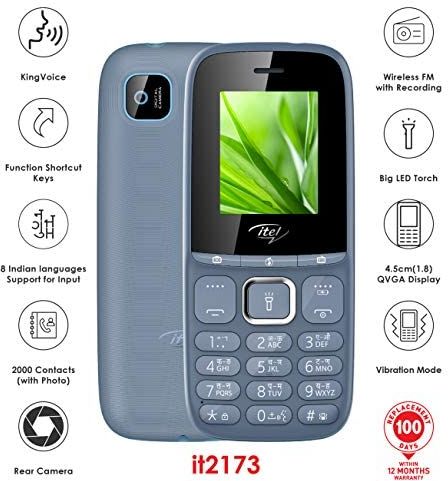 KingVoice
Function Shortcut
Keys
8 Indian languages
Support for Input
2000 Contacts
(with Photo)
Rear Camera
Wireless FM
with Recording
Big LED Torch
4.5cm(1.8)
QVGA Display
Vibration Mode
DIGITAL
CAMERA
itel
itel
1
2 ABC
3 DEF
4 GHI
5 JKL
6 MNO
7 PQRS
8 TUV
9 WXYZ
*
0
#
REPLACEMENT
100
DAYS
WITHIN
12 MONTHS
WARRANTY
it2173